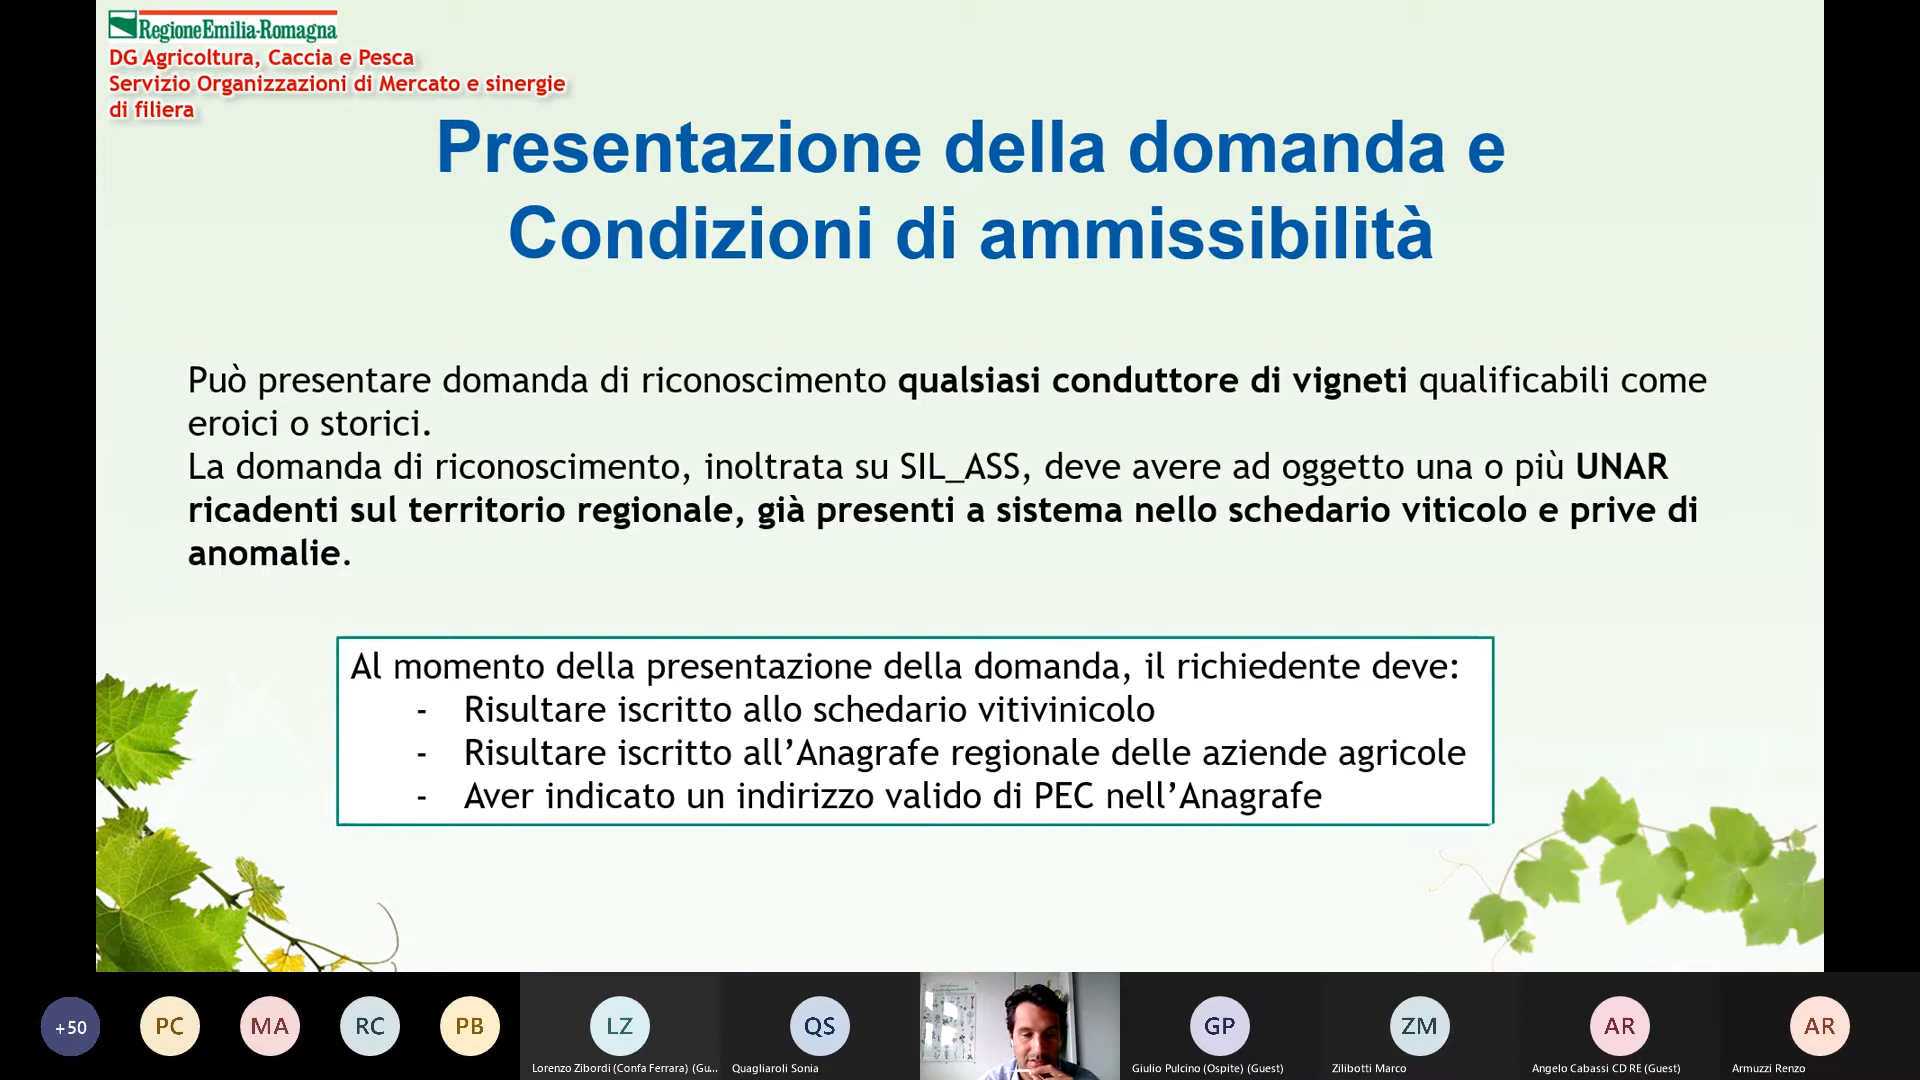 RegioneEmilia-Romagna
DG Agricoltura, Caccia e Pesca
Servizio Organizzazioni di Mercato e sinergie
di filiera
Presentazione della domanda e
Condizioni di ammissibilità
Può presentare domanda di riconoscimento qualsiasi conduttore di vigneti qualificabili come
eroici o storici.
La domanda di riconoscimento, inoltrata su SIL_ASS, deve avere ad oggetto una o più UNAR
ricadenti sul territorio regionale, già presenti a sistema nello schedario viticolo e prive di
anomalie.
Al momento della presentazione della domanda, il richiedente deve:
- Risultare iscritto allo schedario vitivinicolo
- Risultare iscritto all’Anagrafe regionale delle aziende agricole
- Aver indicato un indirizzo valido di PEC nell’Anagrafe
+50 PC MA RC PB LZ QS GP ZM AR AR
Lorenzo Zibordi (Confa Ferrara) (Gu... Quagliaroli Sonia Giulio Pulcino (Ospite) (Guest) Zilibotti Marco Angelo Cabassi CD RE (Guest) Armuzzi Renzo